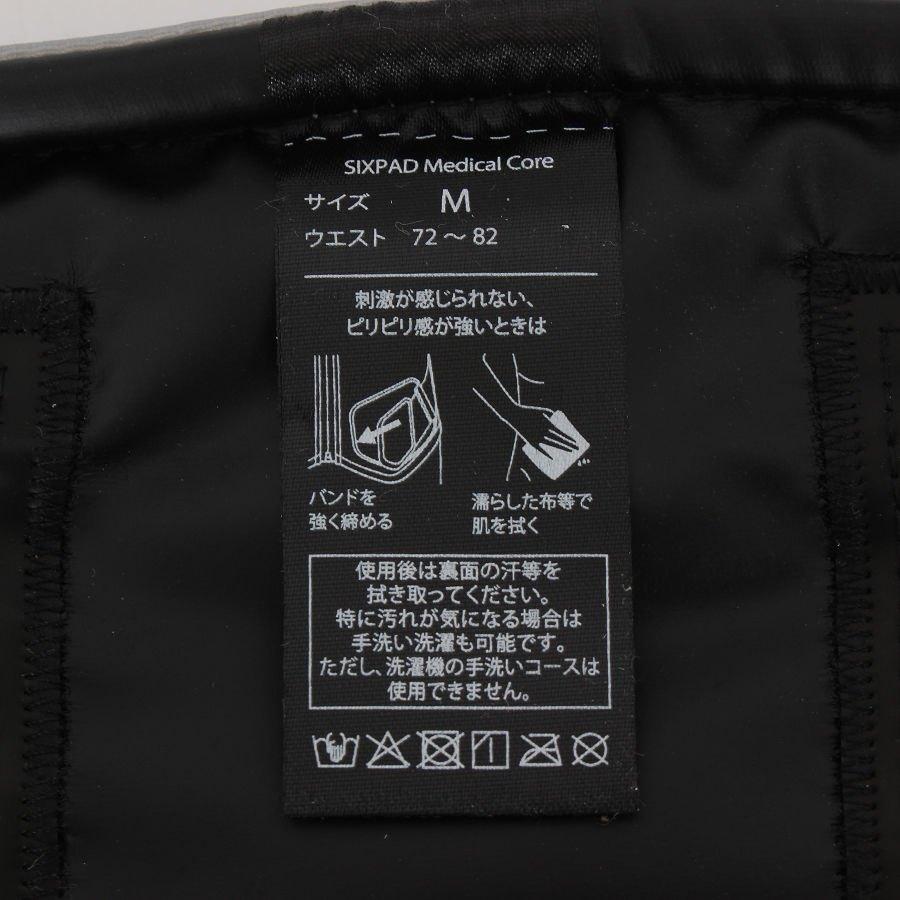 SIXPAD Medical Core
サイズ M
ウエスト 72～82
刺激が感じられない、
ピリピリ感が強いときは
バンドを
強く締める
濡らした布等で
肌を拭く
使用後は裏面の汗等を
拭き取ってください。
特に汚れが気になる場合は
手洗い洗濯も可能です。
ただし、洗濯機の手洗いコースは
使用できません。